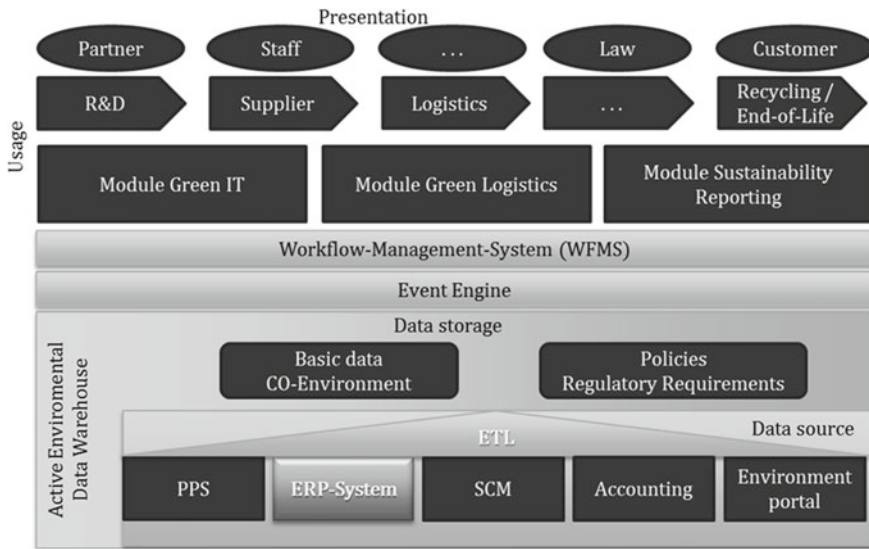 Presentation
Partner
Staff
...
Law
Customer
Usage
R&D
Supplier
Logistics
...
Recycling /
End-of-Life
Module Green IT
Module Green Logistics
Module Sustainability
Reporting
Workflow-Management-System (WFMS)
Event Engine
Active Enviromental
Data Warehouse
Data storage
Basic data
CO-Environment
Policies
Regulatory Requirements
ETL
Data source
PPS
ERP-System
SCM
Accounting
Environment
portal